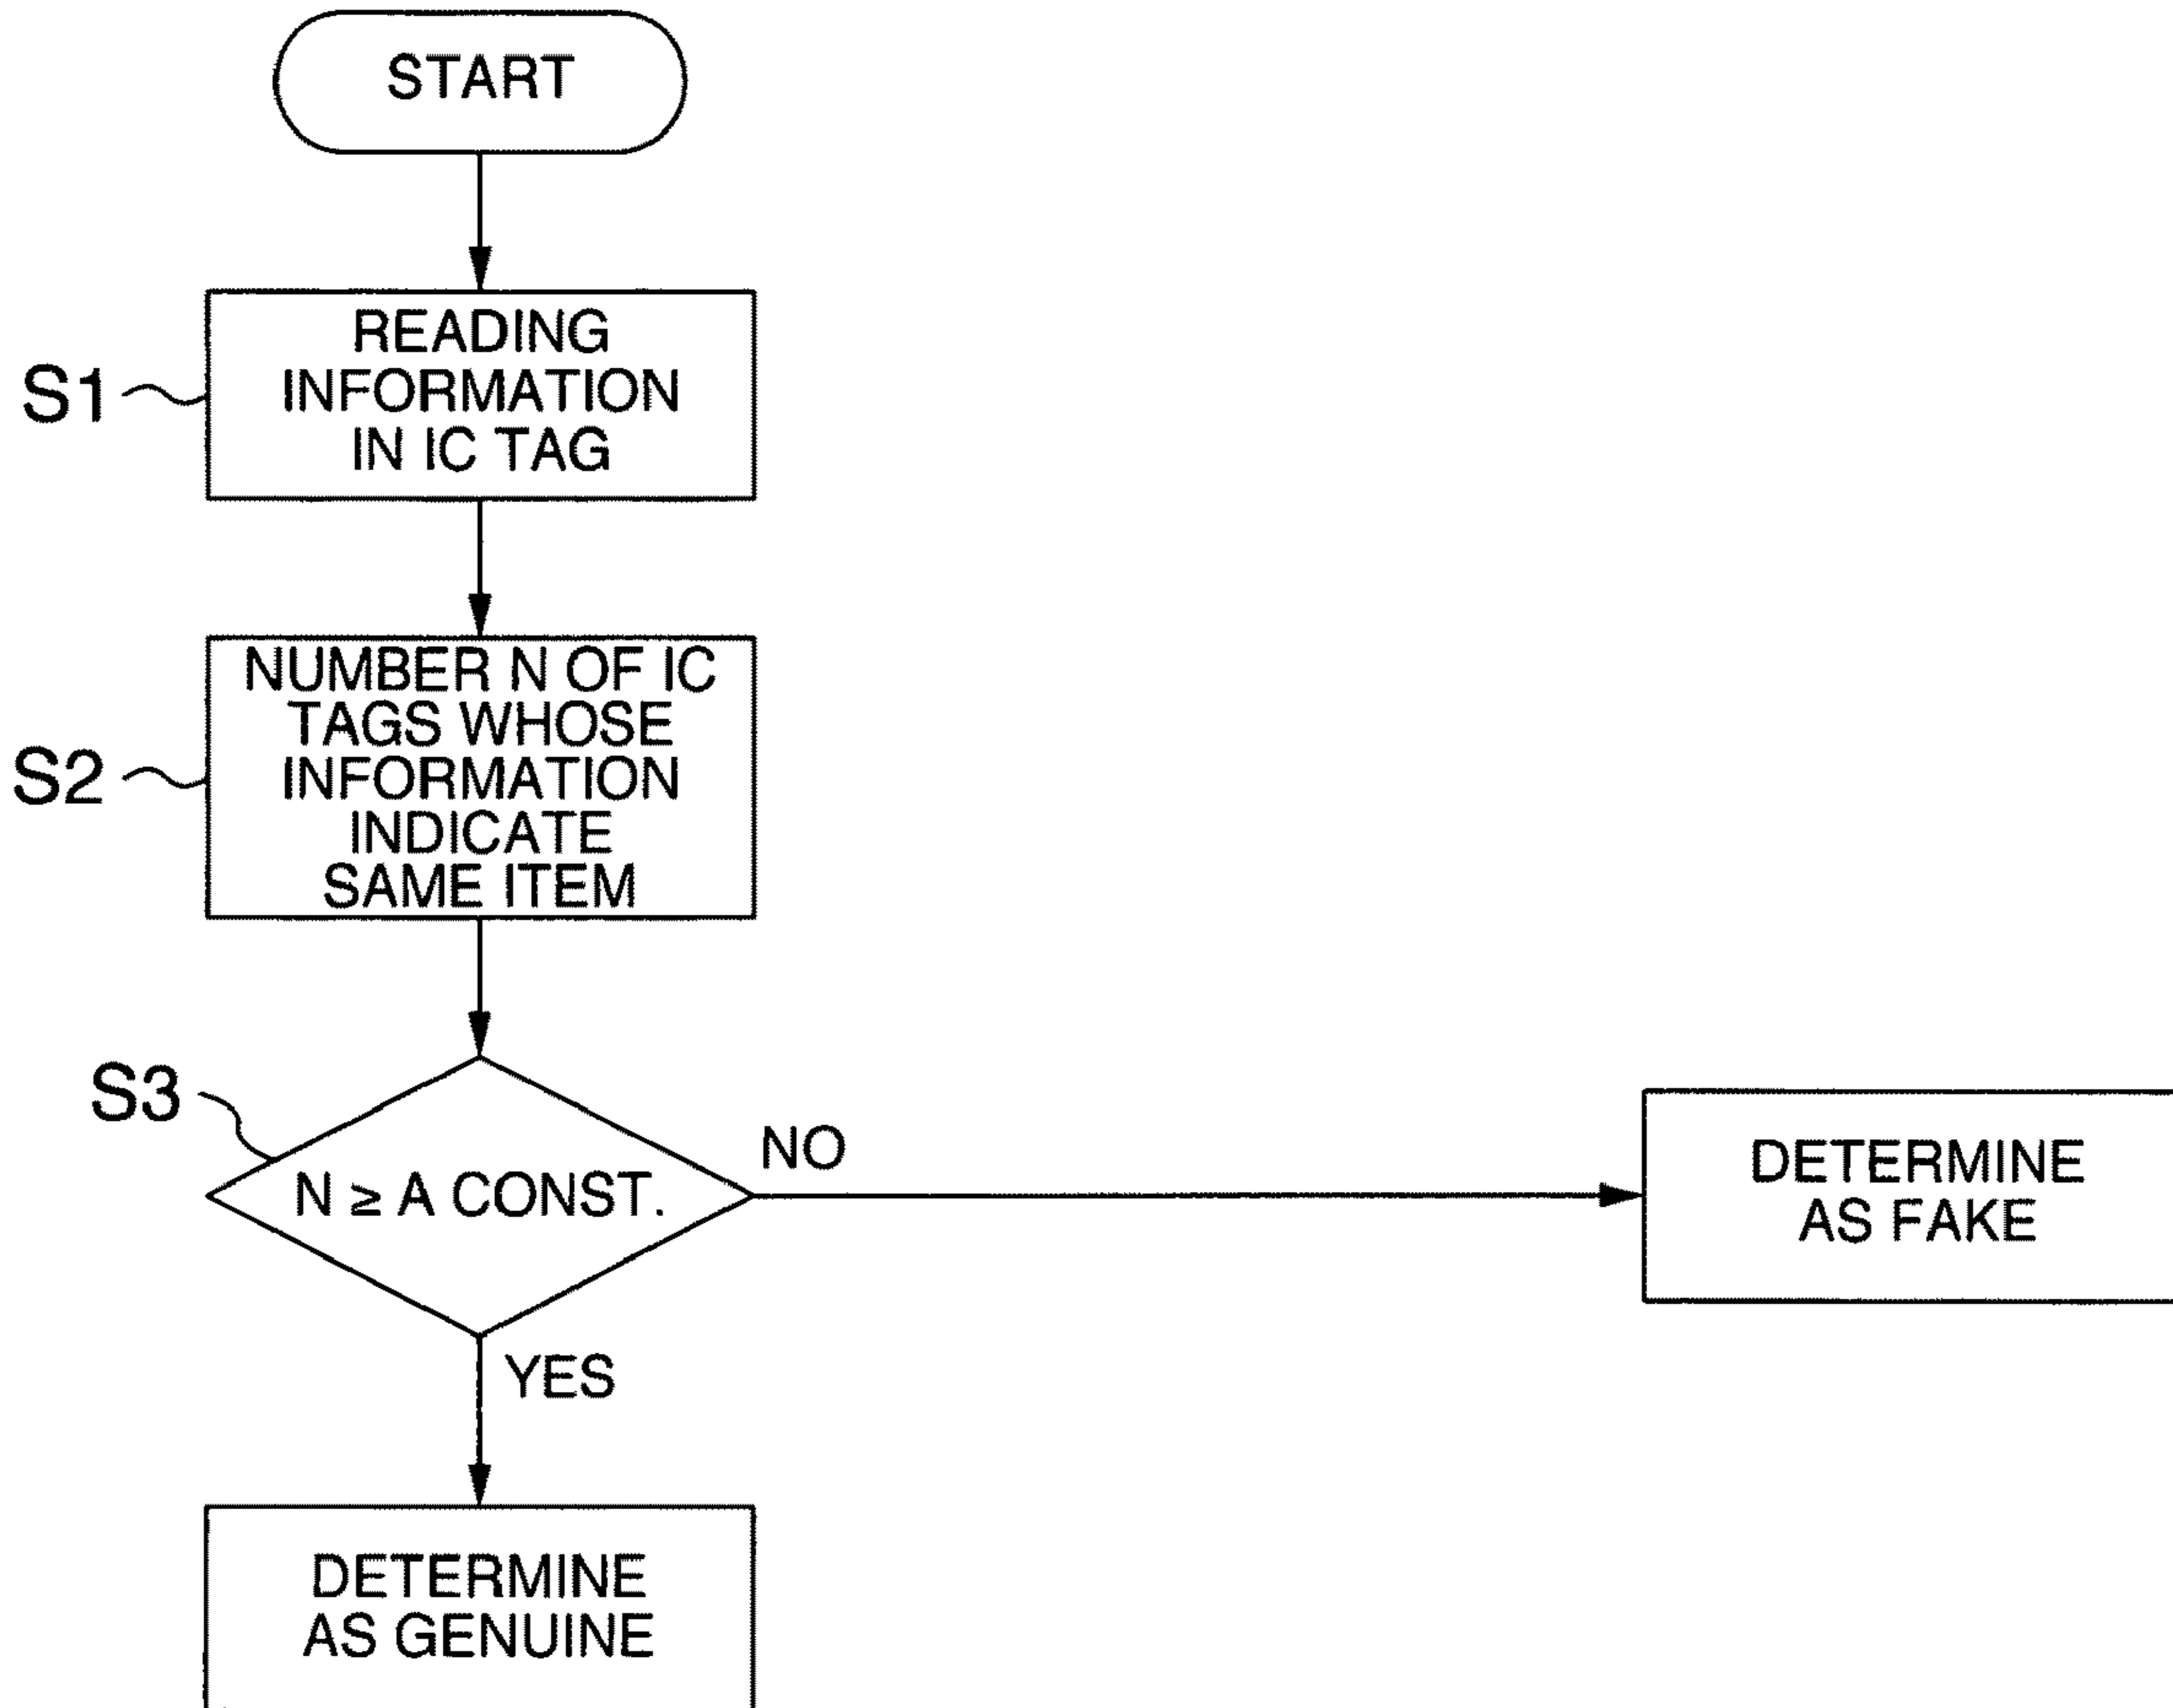 START
S1
READING
INFORMATION
IN IC TAG
S2
NUMBER N OF IC
TAGS WHOSE
INFORMATION
INDICATE
SAME ITEM
S3
N ≥ A CONST.
NO
DETERMINE
AS FAKE
YES
DETERMINE
AS GENUINE